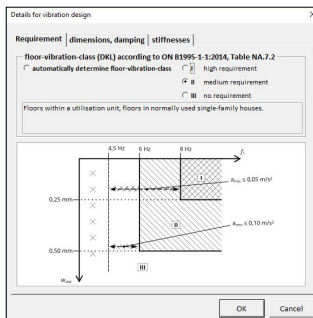 Details for vibration design
Requirement dimensions, damping stiffnesses
floor-vibration-class (DKL) according to ON B1995-1-1:2014, Table NA.7.2
automatically determine floor-vibration-class I high requirement
II medium requirement
III no requirement
Floors within a utilisation unit, floors in normally used single-family houses.
4,5 Hz 6 Hz 8 Hz f₁
I
aᵣₘₛ ≤ 0,05 m/s²
0,25 mm
II
aᵣₘₛ ≤ 0,10 m/s²
0,50 mm
III
OK Cancel